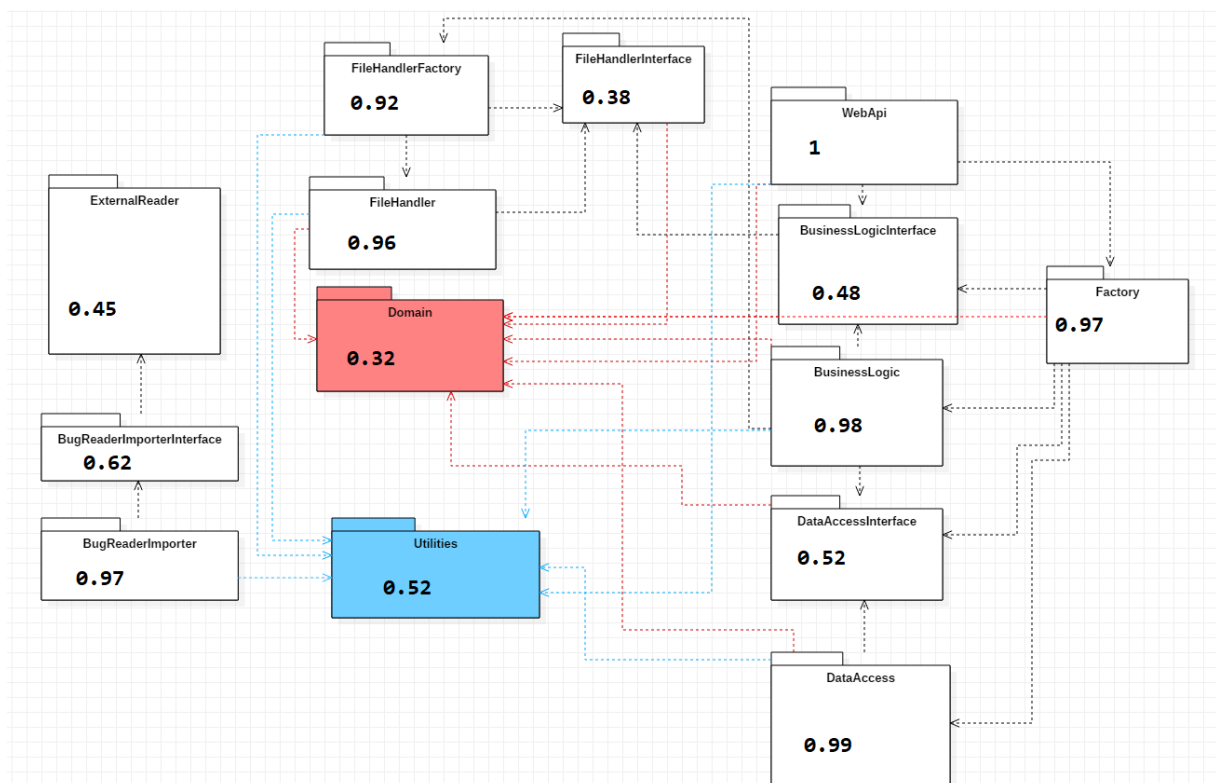 FileHandlerFactory
0.92
FileHandlerInterface
0.38
WebApi
1
ExternalReader
0.45
FileHandler
0.96
BusinessLogicInterface
0.48
Factory
0.97
Domain
0.32
BusinessLogic
0.98
BugReaderImporterInterface
0.62
DataAccessInterface
0.52
BugReaderImporter
0.97
Utilities
0.52
DataAccess
0.99